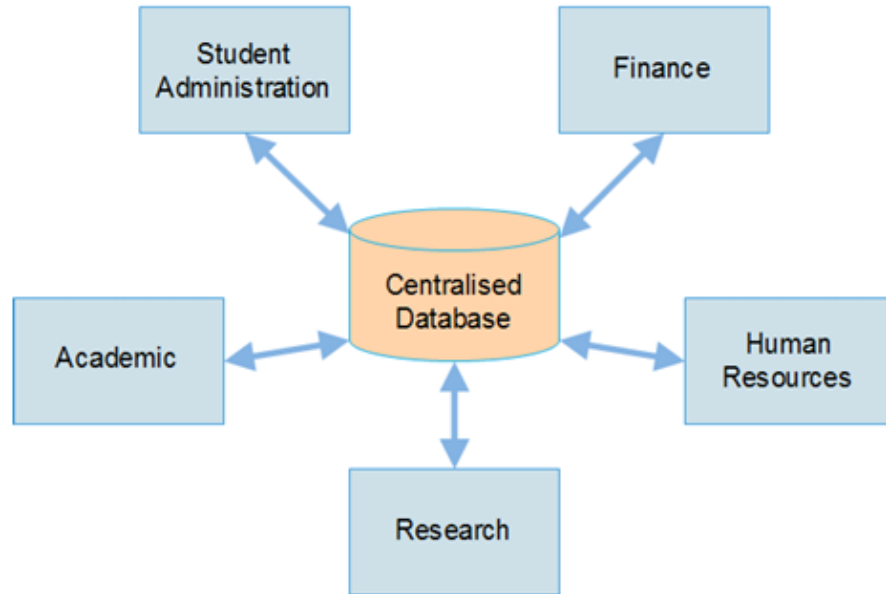 Student
Administration
Finance
Centralised
Database
Academic
Human
Resources
Research